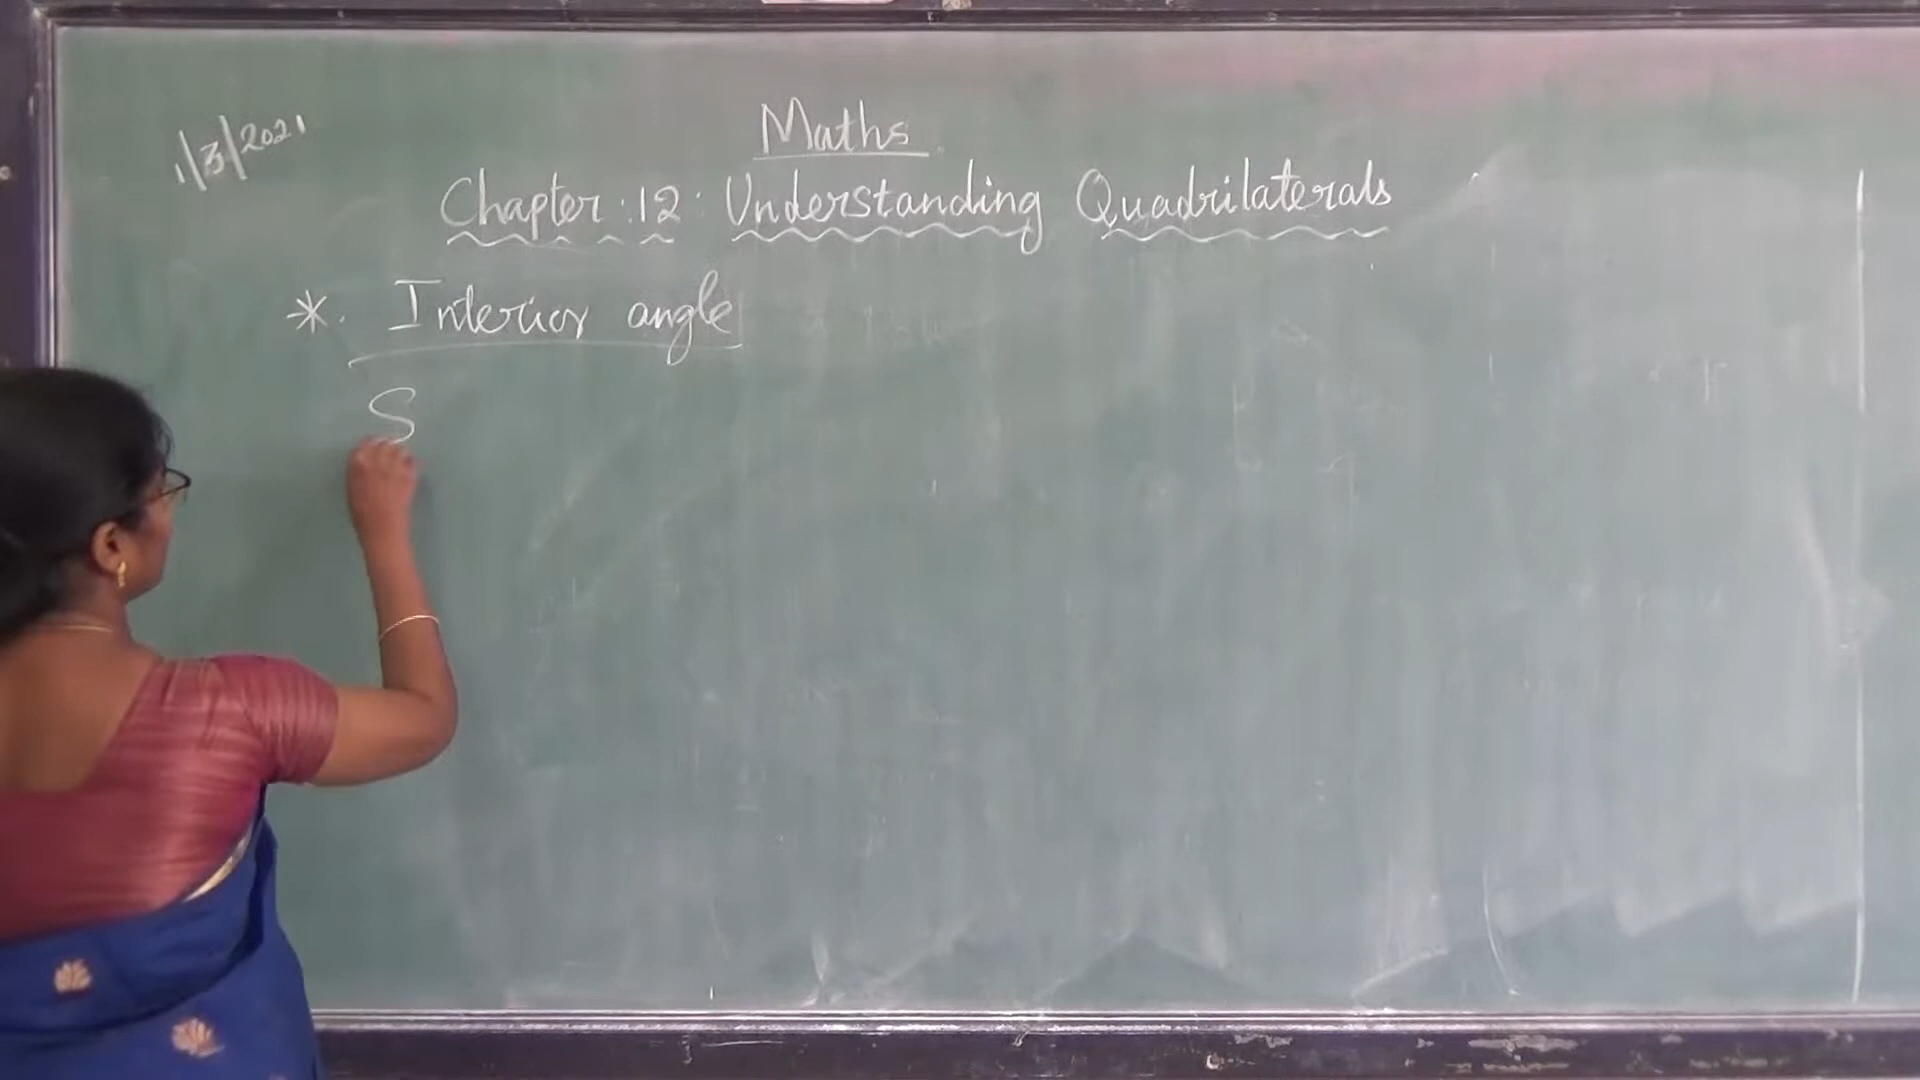 1/3/2021
Maths
Chapter : 12 : Understanding Quadrilaterals
*. Interior angle
S